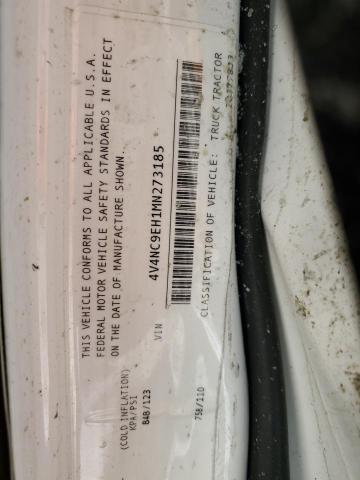 THIS VEHICLE CONFORMS TO ALL APPLICABLE U.S.A.
FEDERAL MOTOR VEHICLE SAFETY STANDARDS IN EFFECT
ON THE DATE OF MANUFACTURE SHOWN.
(COLD INFLATION)
KPA/PSI
848/123
VIN
4V4NC9EH1MN273185
758/110
CLASSIFICATION OF VEHICLE: TRUCK TRACTOR